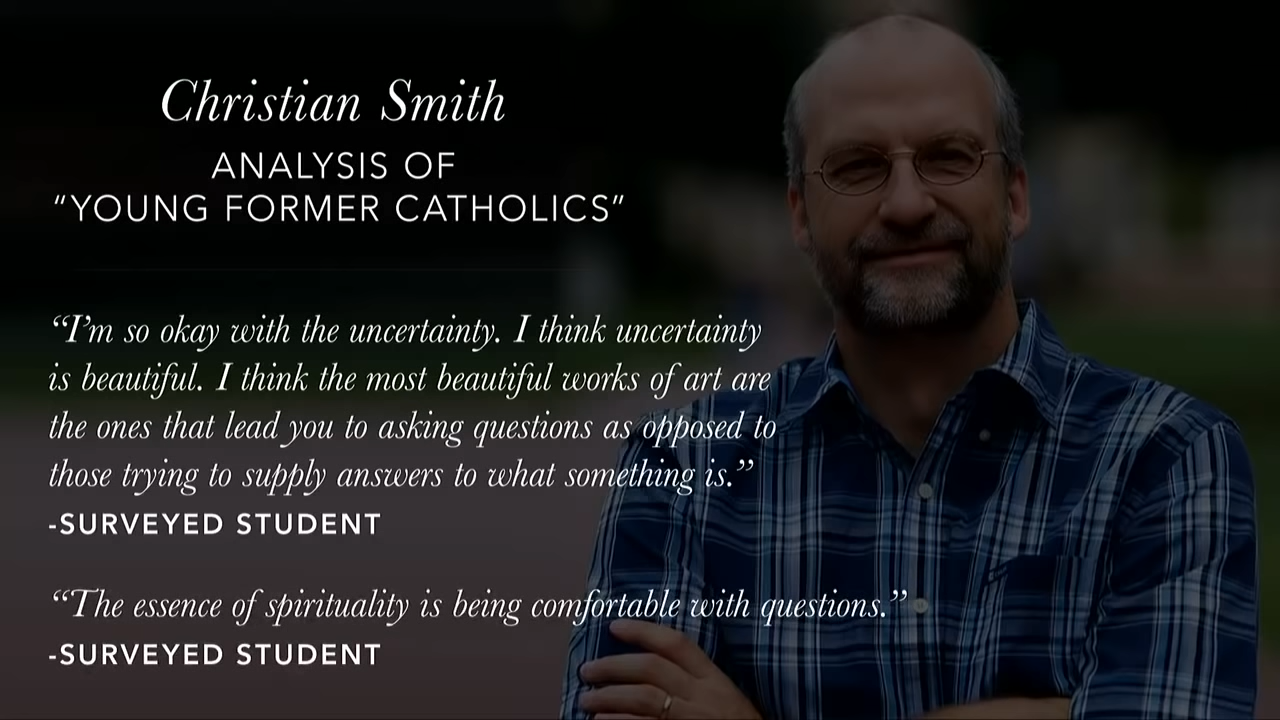 Christian Smith
ANALYSIS OF
“YOUNG FORMER CATHOLICS”
“I’m so okay with the uncertainty. I think uncertainty
is beautiful. I think the most beautiful works of art are
the ones that lead you to asking questions as opposed to
those trying to supply answers to what something is.”
-SURVEYED STUDENT
“The essence of spirituality is being comfortable with questions.”
-SURVEYED STUDENT